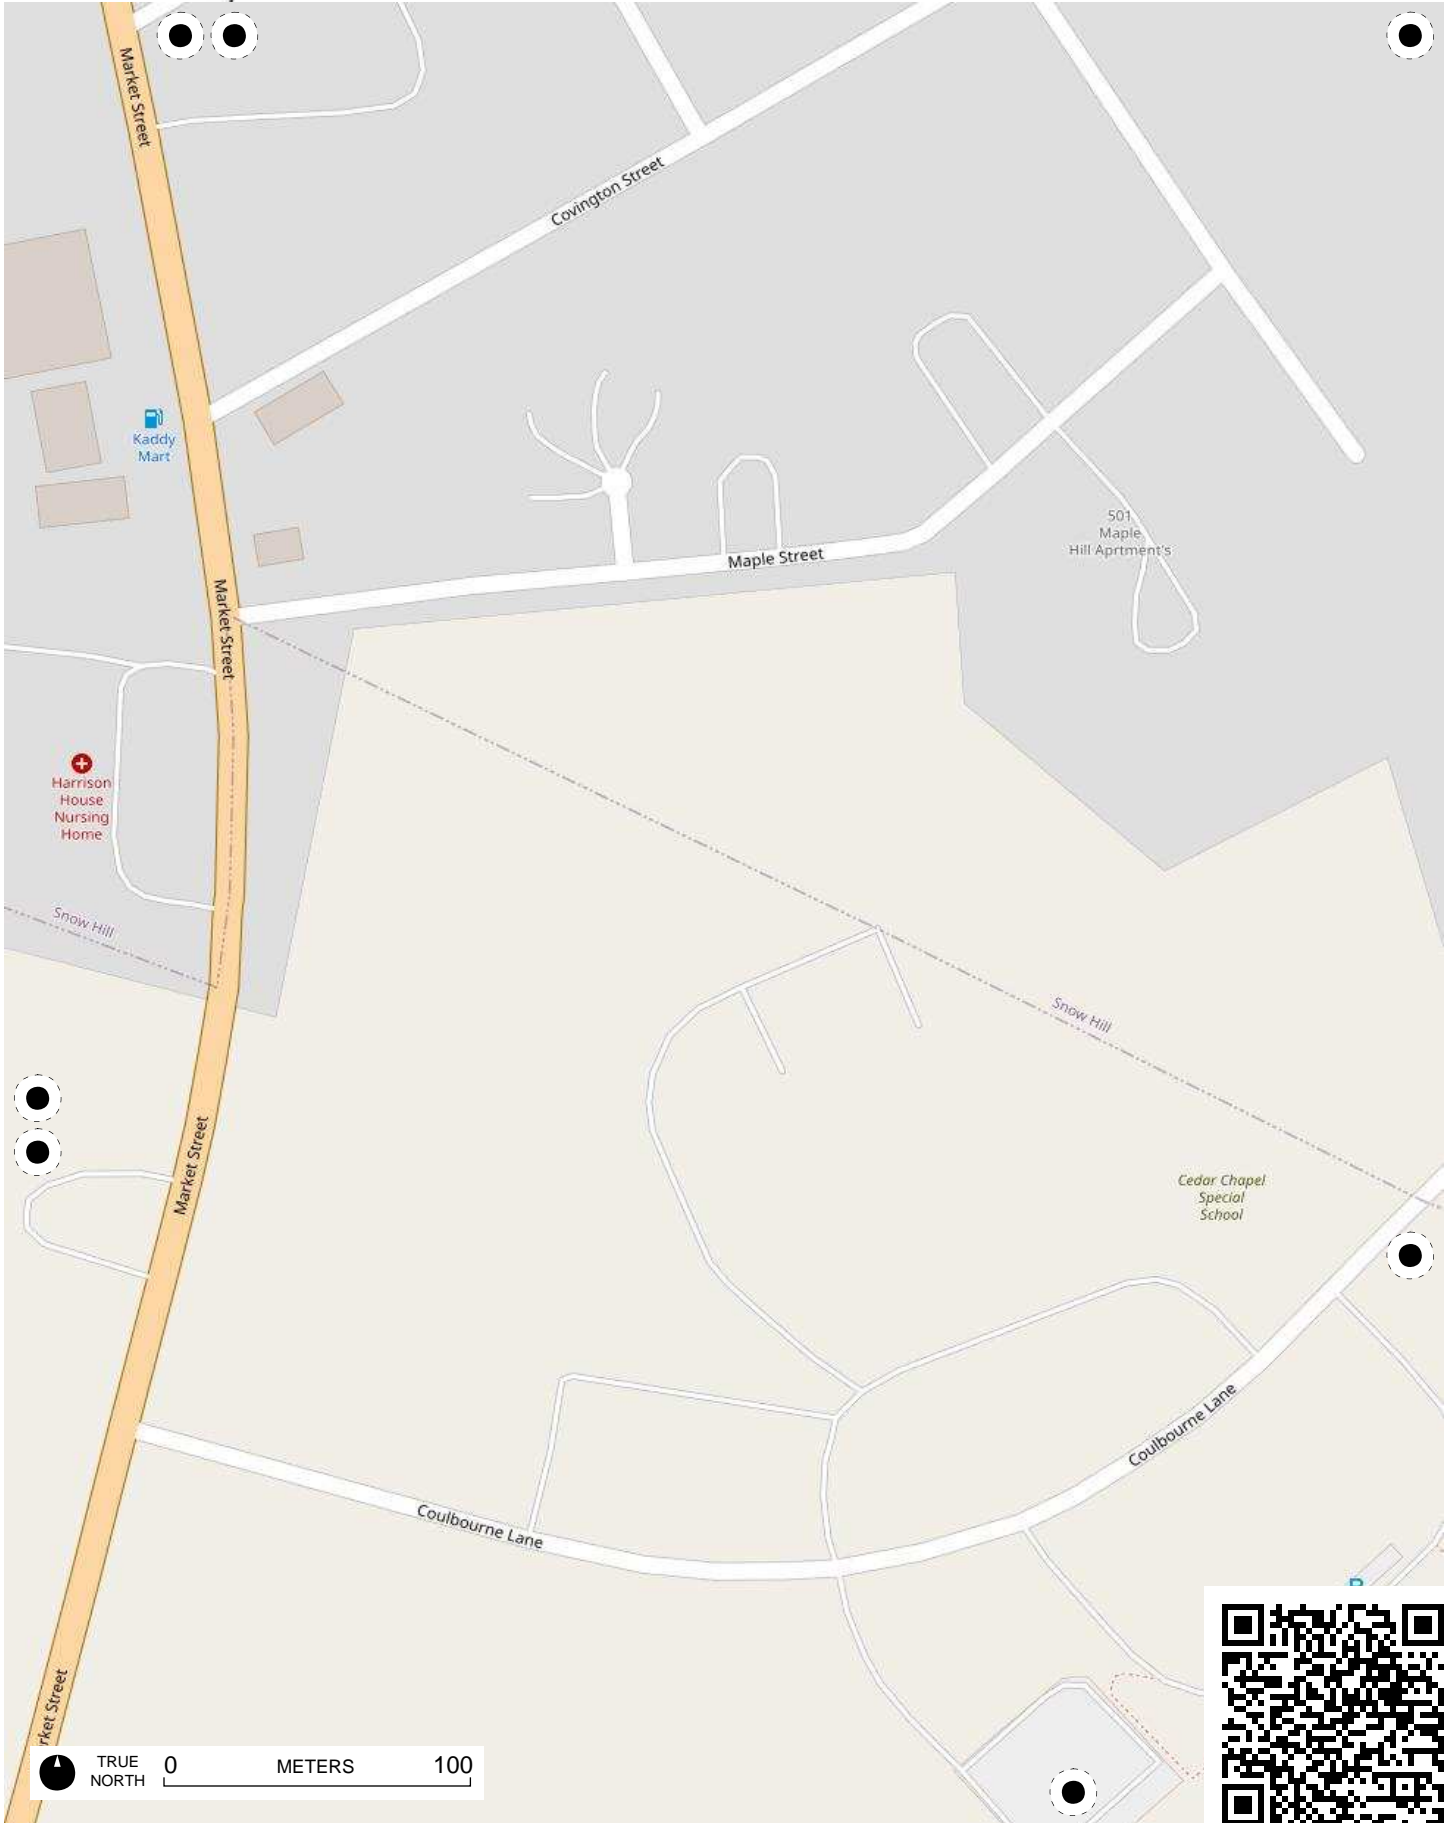 Market Street
Covington Street
Kaddy
Mart
501
Maple
Hill Aprtment's
Maple Street
Market Street
Harrison
House
Nursing
Home
Snow Hill
Snow Hill
Market Street
Cedar Chapel
Special
School
Coulbourne Lane
Coulbourne Lane
P
rket Street
TRUE
NORTH
0 METERS 100